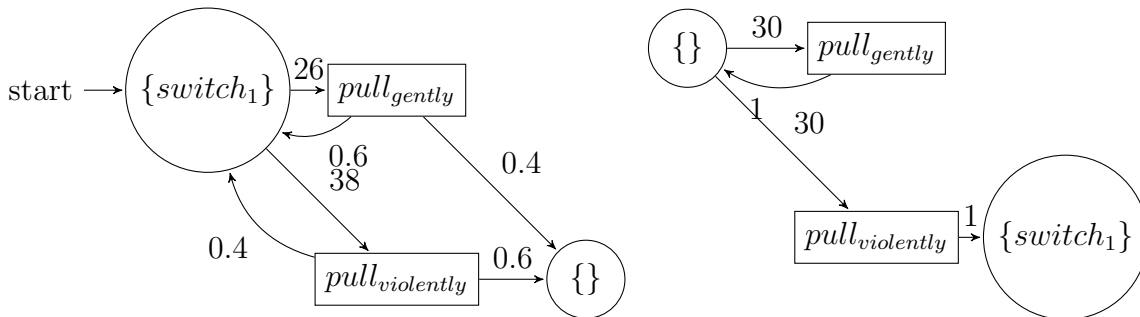 start
{switch₁}
26
pull_gently
0.6
38
0.4
0.4
pull_violently
0.6
{}
{}
30
pull_gently
1
30
pull_violently
1
{switch₁}